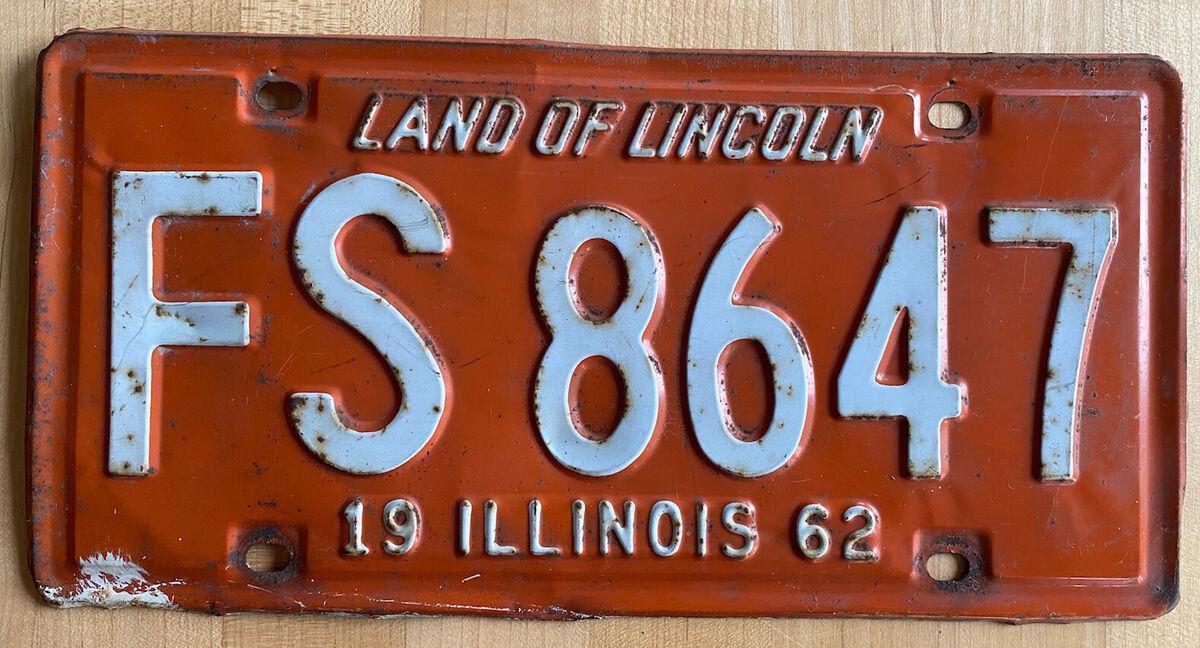 LAND OF LINCOLN
FS 8647
19 ILLINOIS 62